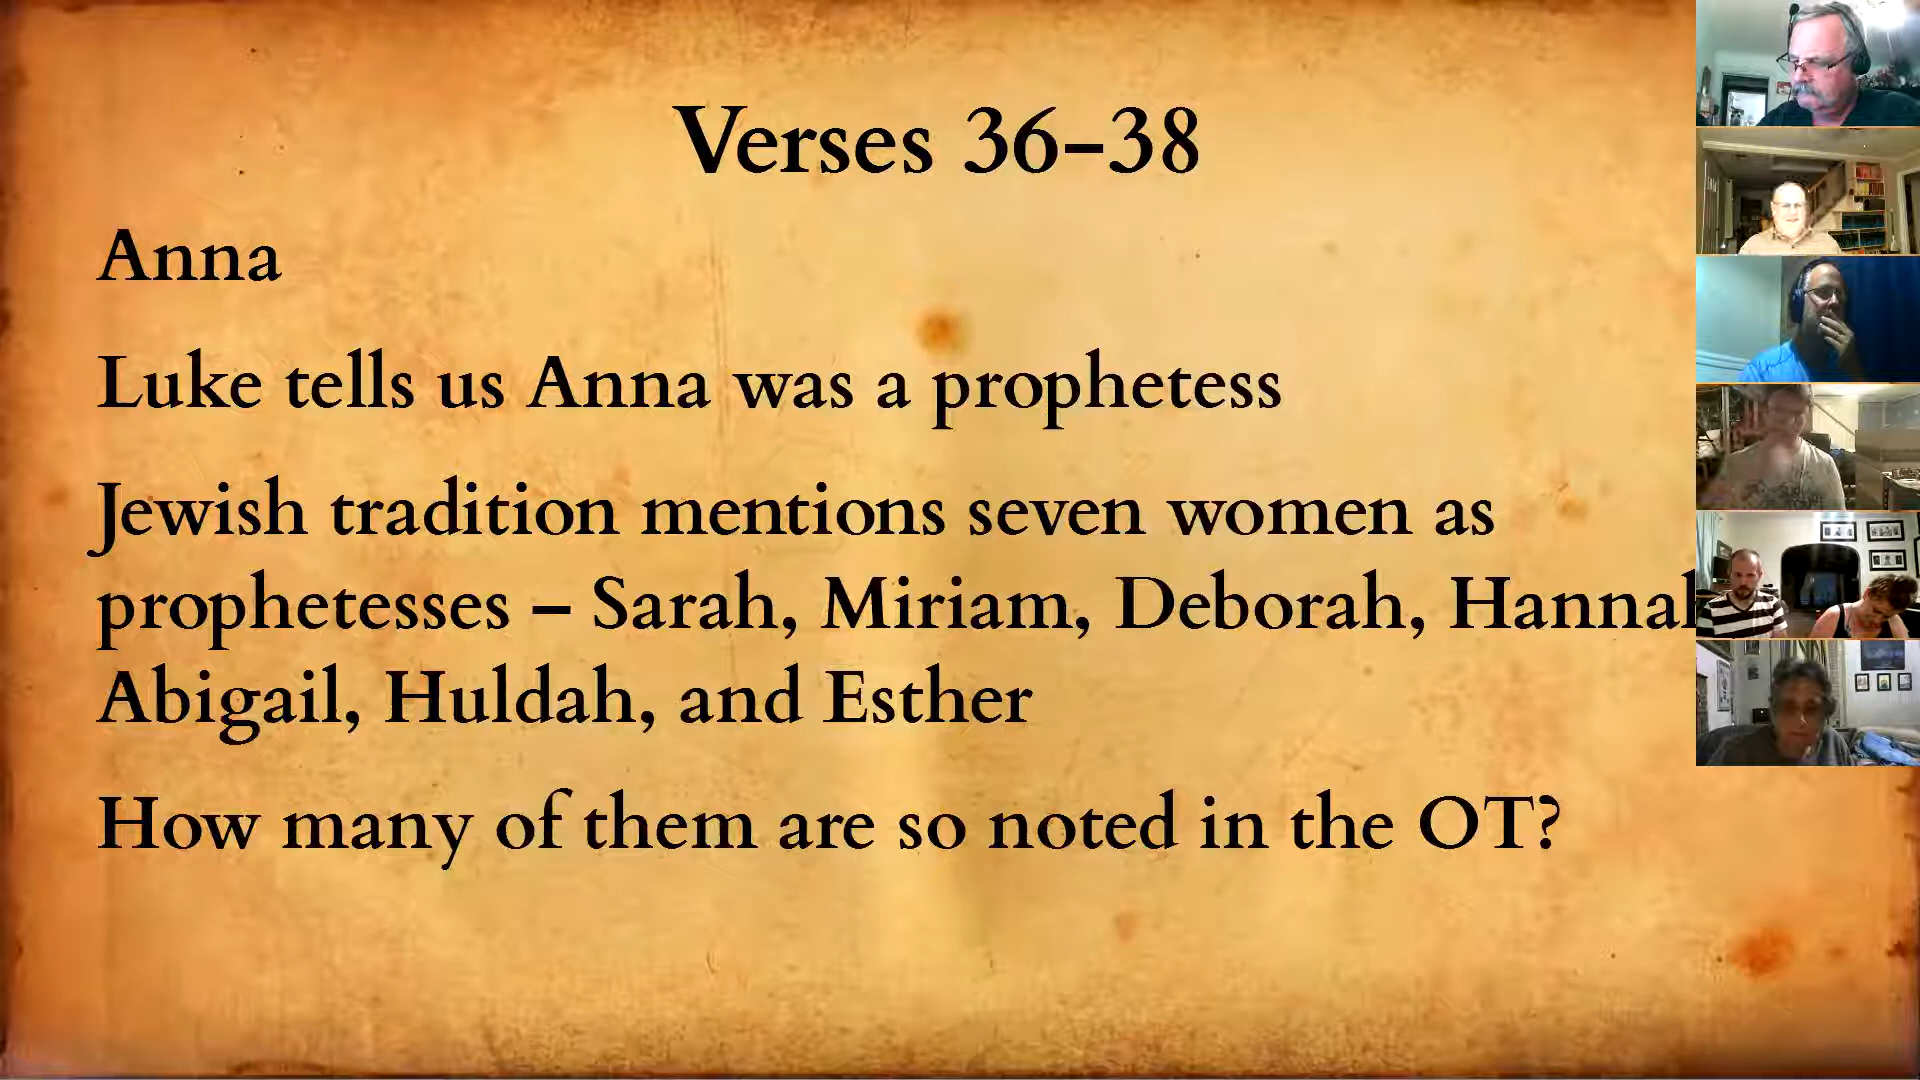 Verses 36–38
Anna
Luke tells us Anna was a prophetess
Jewish tradition mentions seven women as
prophetesses – Sarah, Miriam, Deborah, Hannah
Abigail, Huldah, and Esther
How many of them are so noted in the OT?